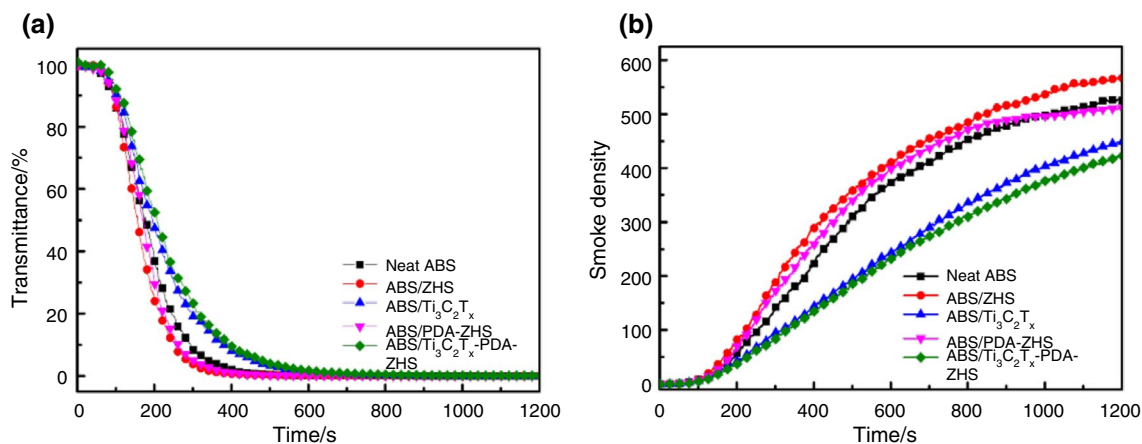 (a)
Transmittance/%
100
80
60
40
20
0
Neat ABS
ABS/ZHS
ABS/Ti₃C₂Tₓ
ABS/PDA-ZHS
ABS/Ti₃C₂Tₓ-PDA-
ZHS
0 200 400 600 800 1000 1200
Time/s
(b)
Smoke density
600
500
400
300
200
100
0
Neat ABS
ABS/ZHS
ABS/Ti₃C₂Tₓ
ABS/PDA-ZHS
ABS/Ti₃C₂Tₓ-PDA-
ZHS
0 200 400 600 800 1000 1200
Time/s